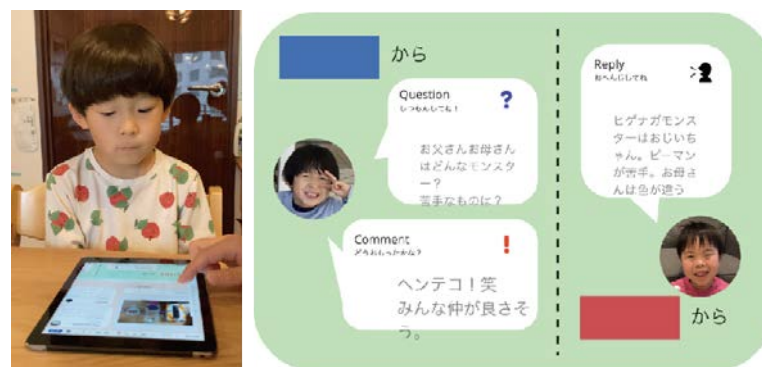 から
Question
しつもんしてね！
?
お父さんお母さん
はどんなモンスタ
ー？
苦手なものは？
Comment
どうおもったかな？
!
ヘンテコ！笑
みんな仲が良さそ
う。
Reply
おへんじしてね
ヒゲナガモンス
ターはおじいち
ゃん。ピーマン
が苦手。お母さ
んは色が違う
から